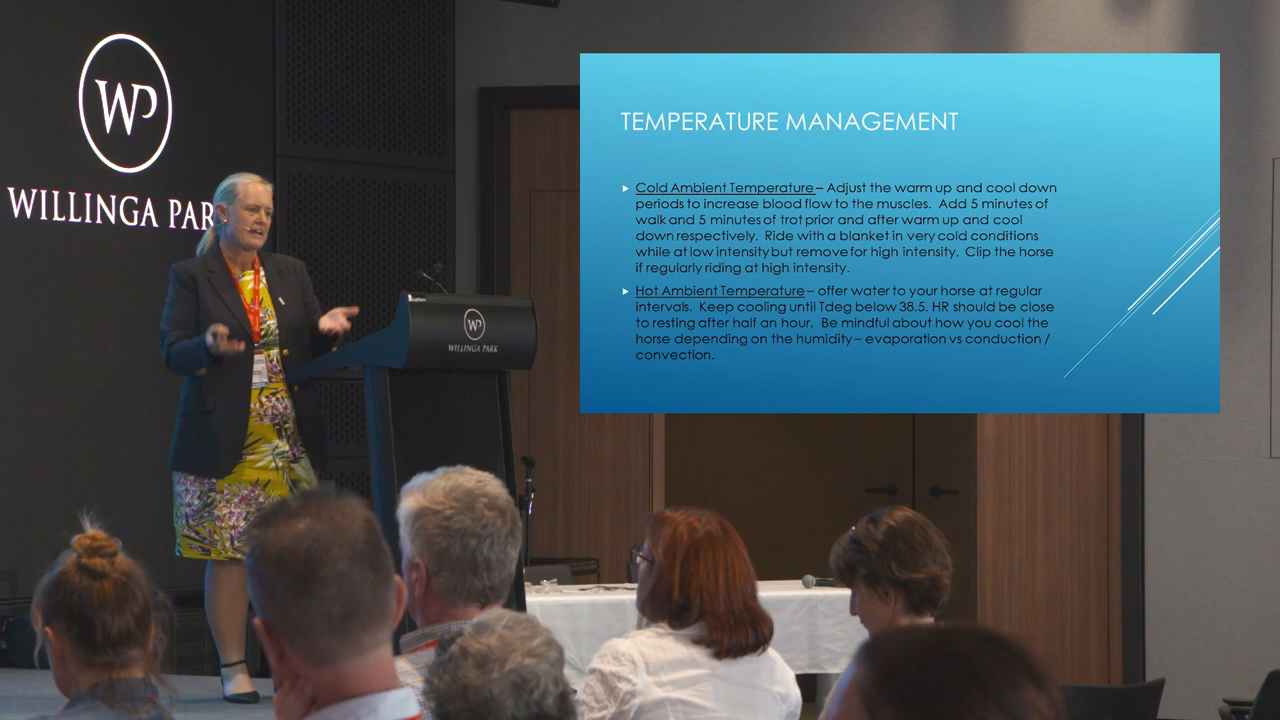 WP
WILLINGA PAR
WP
WILLINGA PARK
TEMPERATURE MANAGEMENT
Cold Ambient Temperature – Adjust the warm up and cool down
periods to increase blood flow to the muscles. Add 5 minutes of
walk and 5 minutes of trot prior and after warm up and cool
down respectively. Ride with a blanket in very cold conditions
while at low intensity but remove for high intensity. Clip the horse
if regularly riding at high intensity.
Hot Ambient Temperature – offer water to your horse at regular
intervals. Keep cooling until Tdeg below 38.5. HR should be close
to resting after half an hour. Be mindful about how you cool the
horse depending on the humidity – evaporation vs conduction /
convection.